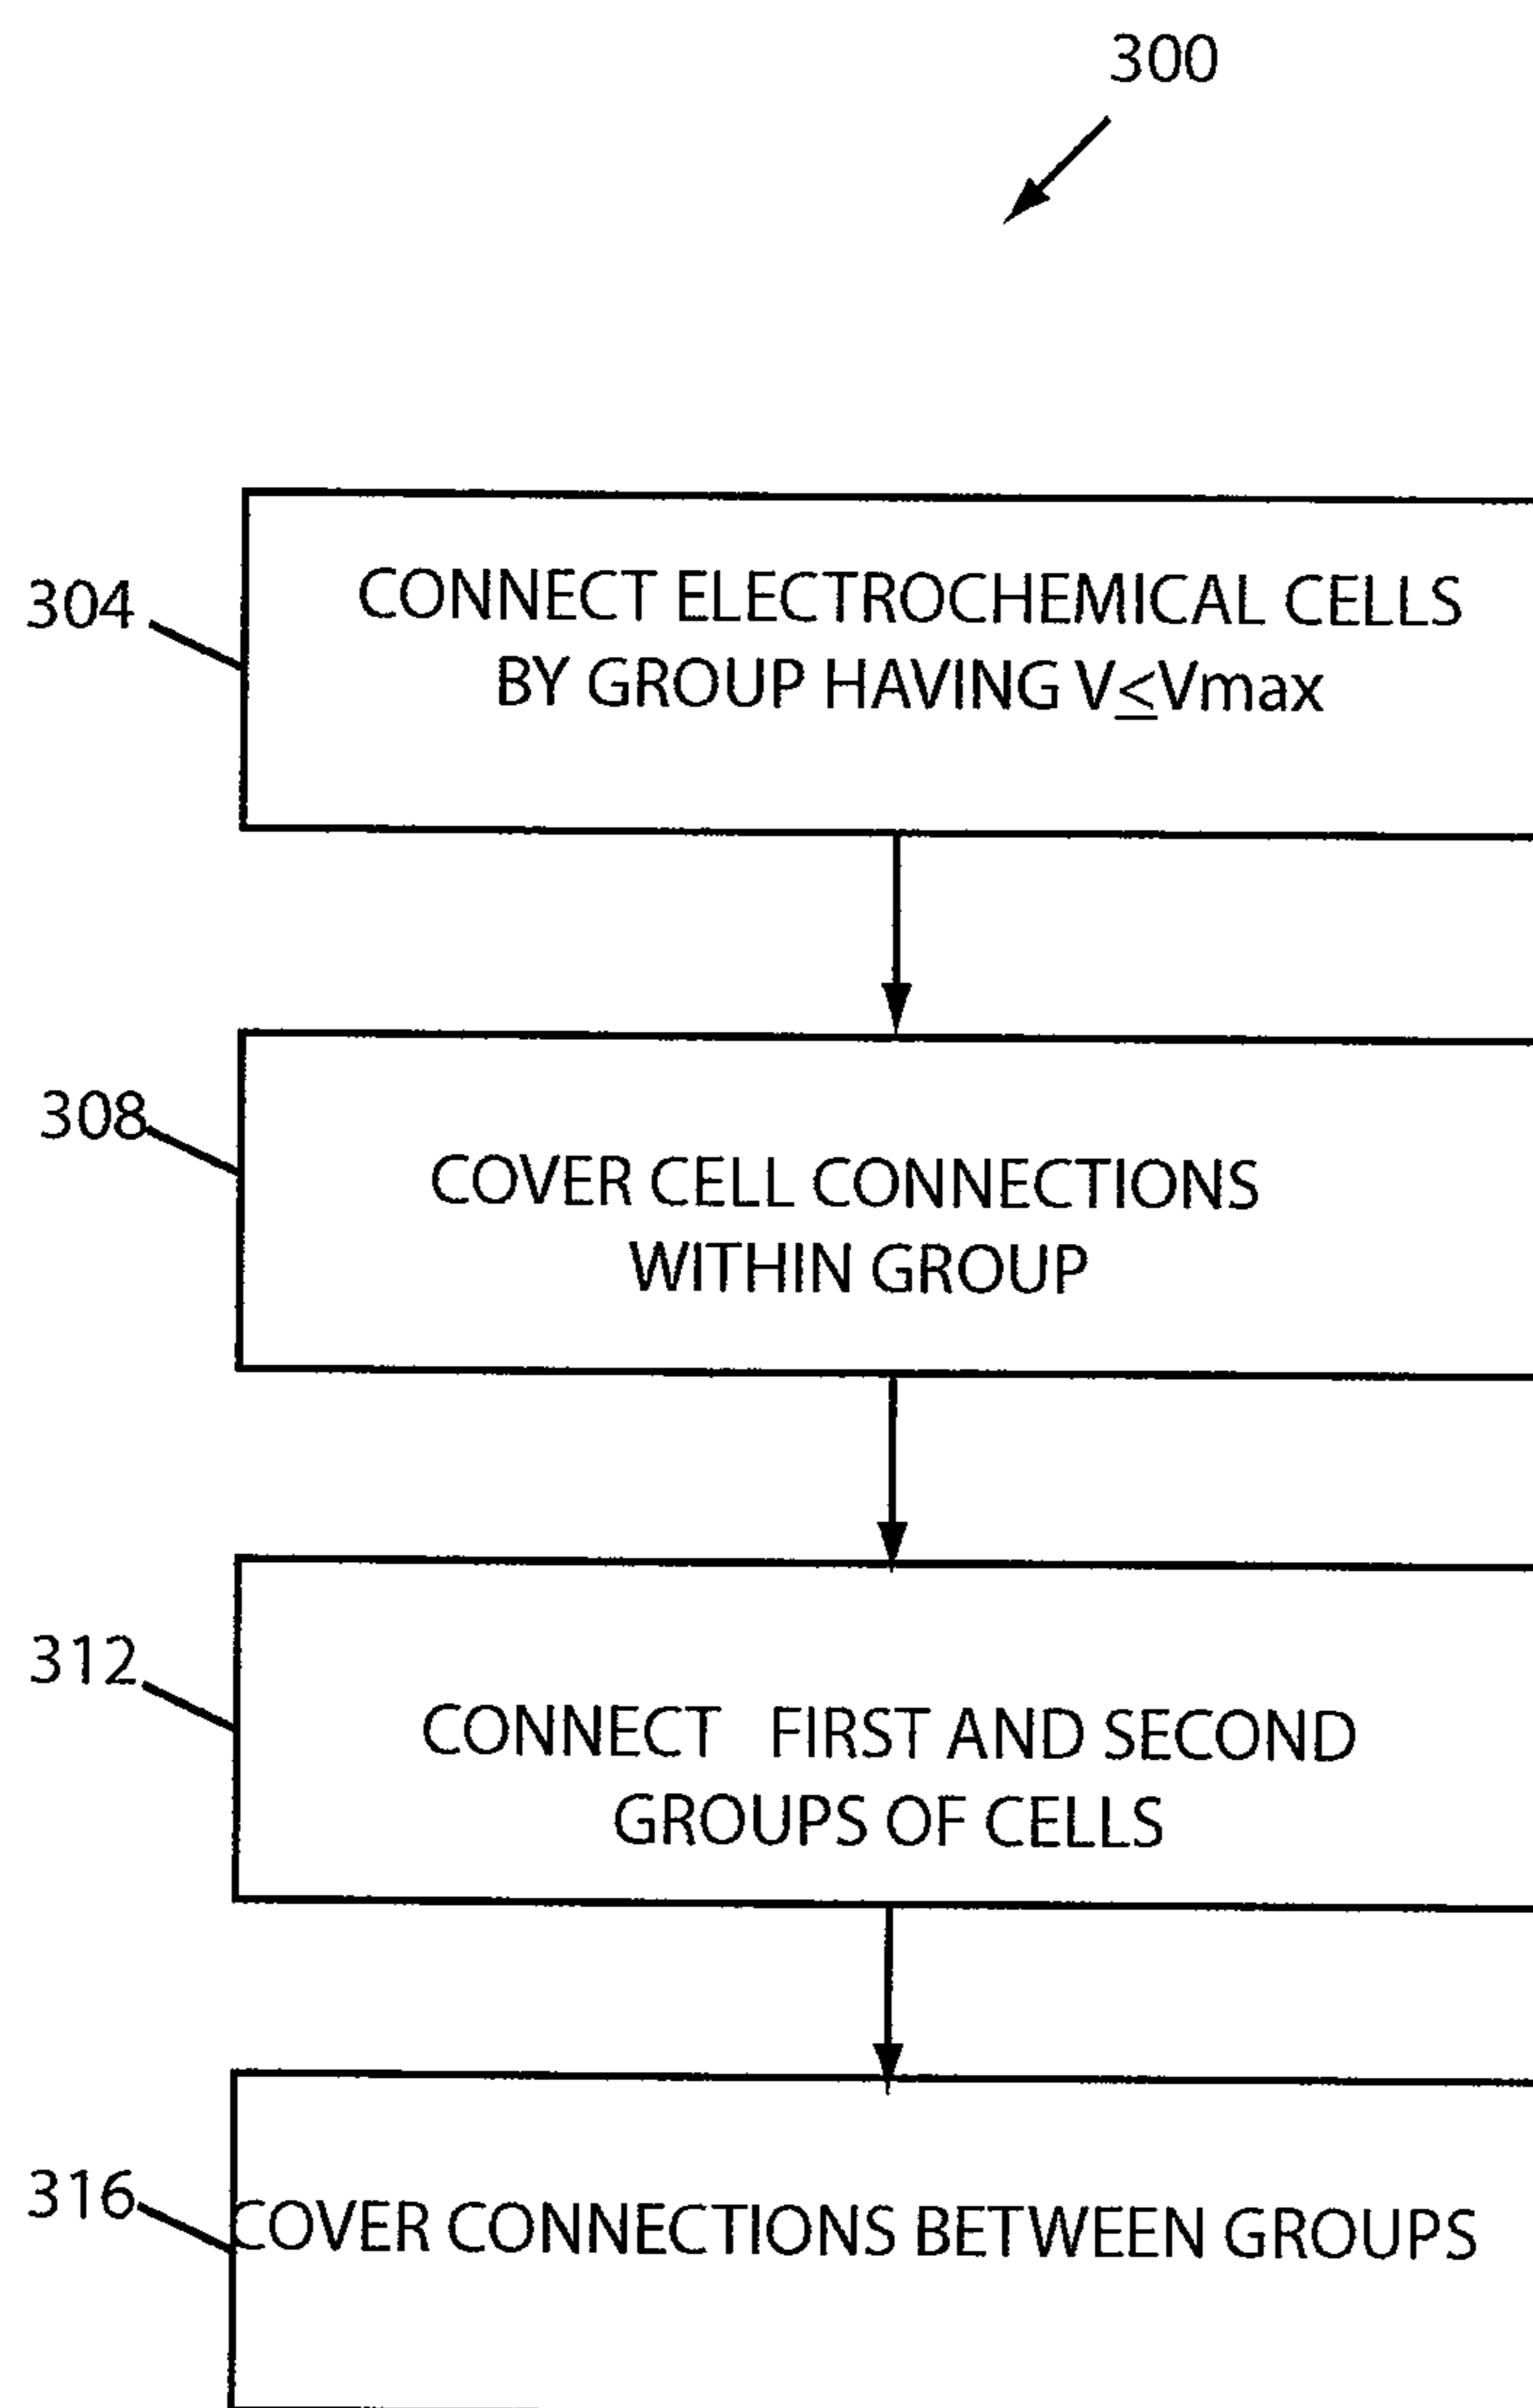 300
304
CONNECT ELECTROCHEMICAL CELLS
BY GROUP HAVING V≤Vmax
308
COVER CELL CONNECTIONS
WITHIN GROUP
312
CONNECT FIRST AND SECOND
GROUPS OF CELLS
316
COVER CONNECTIONS BETWEEN GROUPS